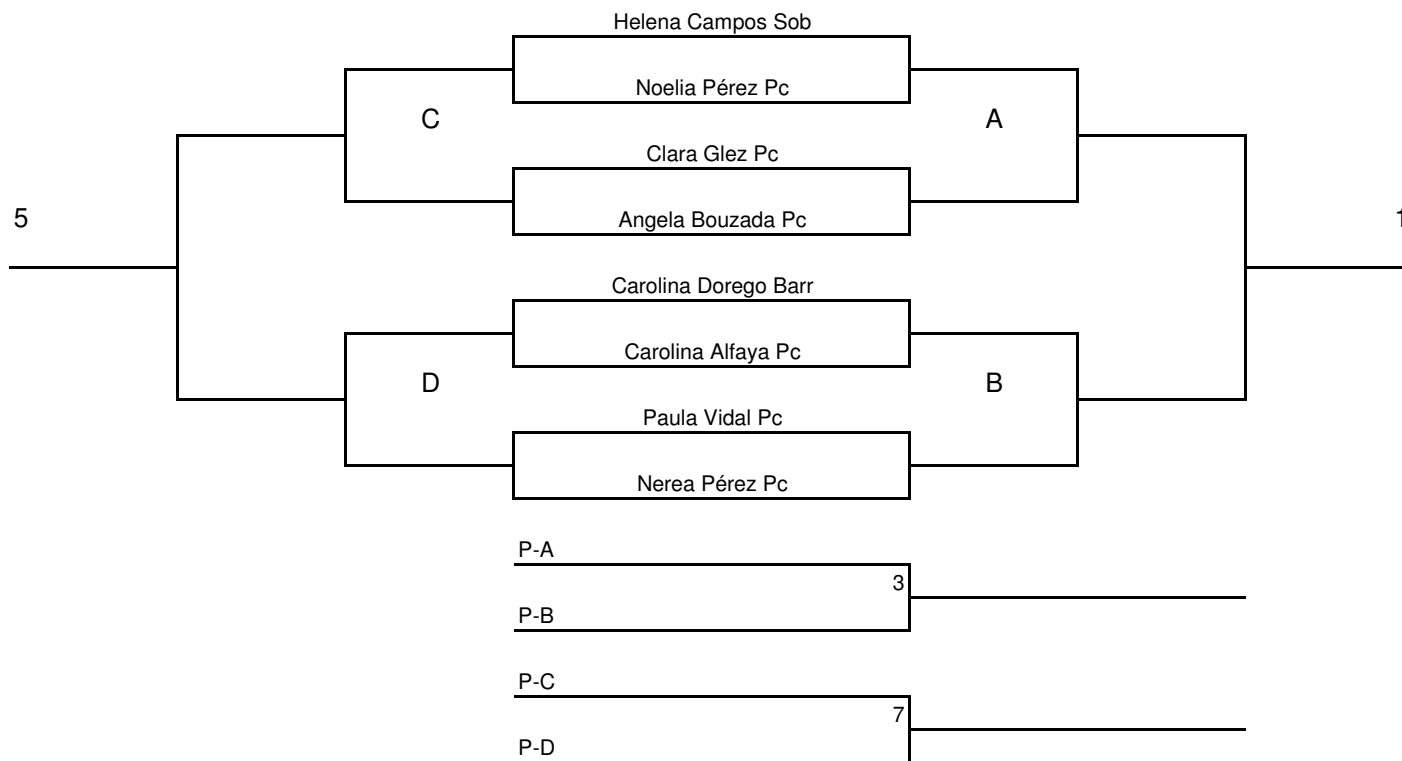 Helena Campos Sob
Noelia Pérez Pc
C
A
Clara Glez Pc
5
Angela Bouzada Pc
1
Carolina Dorego Barr
Carolina Alfaya Pc
D
B
Paula Vidal Pc
Nerea Pérez Pc
P-A
3
P-B
P-C
7
P-D